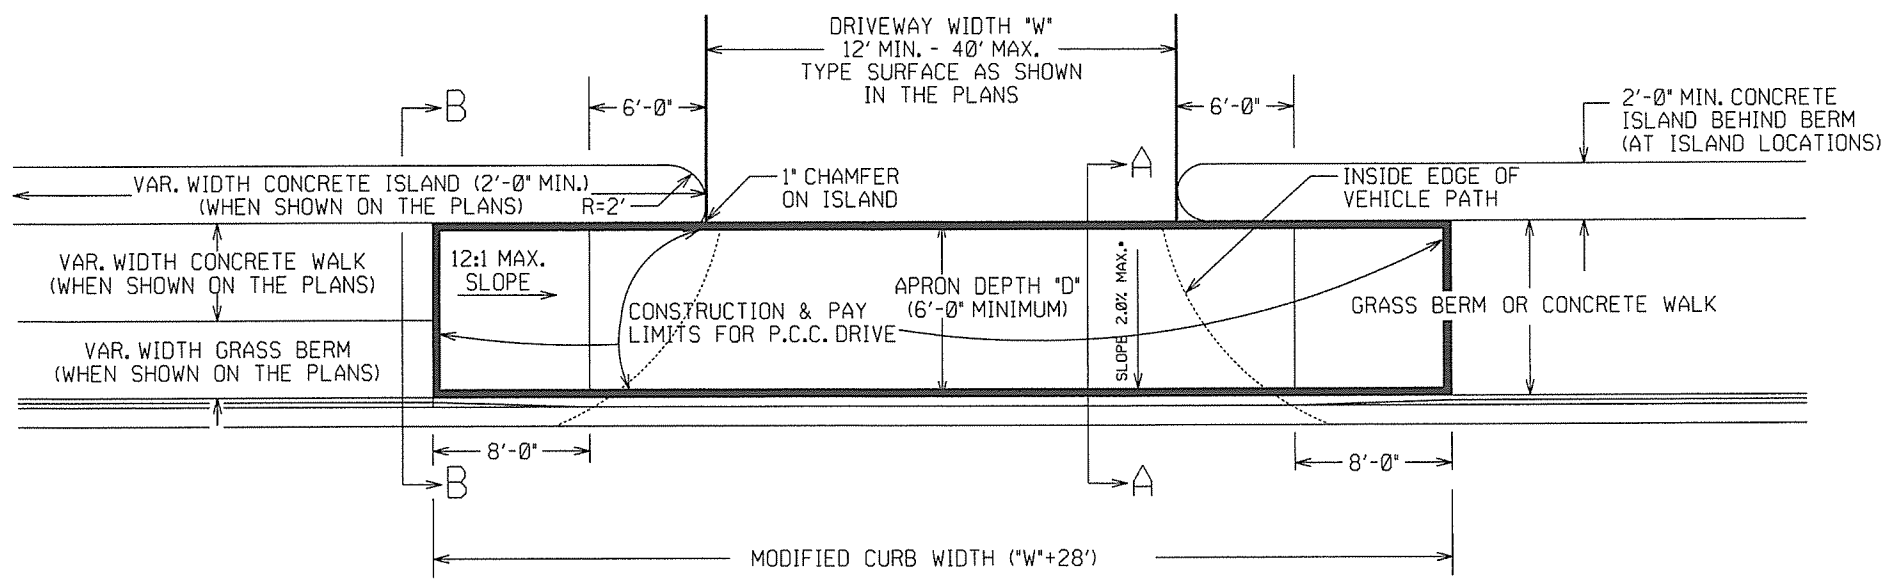 DRIVEWAY WIDTH "W"
12' MIN. - 40' MAX.
TYPE SURFACE AS SHOWN
IN THE PLANS
B
6'-0"
6'-0"
2'-0" MIN. CONCRETE
ISLAND BEHIND BERM
(AT ISLAND LOCATIONS)
A
VAR. WIDTH CONCRETE ISLAND (2'-0" MIN.)
(WHEN SHOWN ON THE PLANS)
R=2'
1" CHAMFER
ON ISLAND
INSIDE EDGE OF
VEHICLE PATH
VAR. WIDTH CONCRETE WALK
(WHEN SHOWN ON THE PLANS)
12:1 MAX.
SLOPE
APRON DEPTH "D"
(6'-0" MINIMUM)
SLOPE 2.0% MAX.*
CONSTRUCTION & PAY
LIMITS FOR P.C.C. DRIVE
GRASS BERM OR CONCRETE WALK
VAR. WIDTH GRASS BERM
(WHEN SHOWN ON THE PLANS)
8'-0"
8'-0"
B
A
MODIFIED CURB WIDTH ("W"+28')